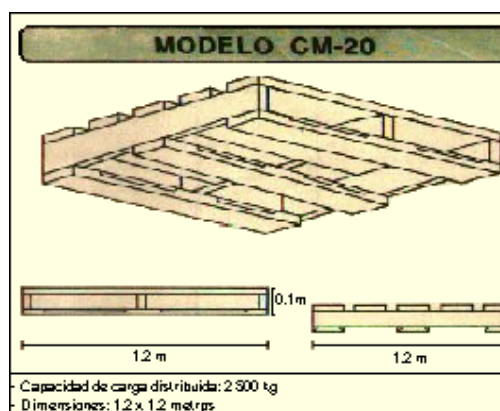 MODELO CM-20
0.1m
1.2 m
1.2 m
- Capacidad de carga distribuida: 2 500 kg
- Dimensiones: 1.2 x 1.2 metros